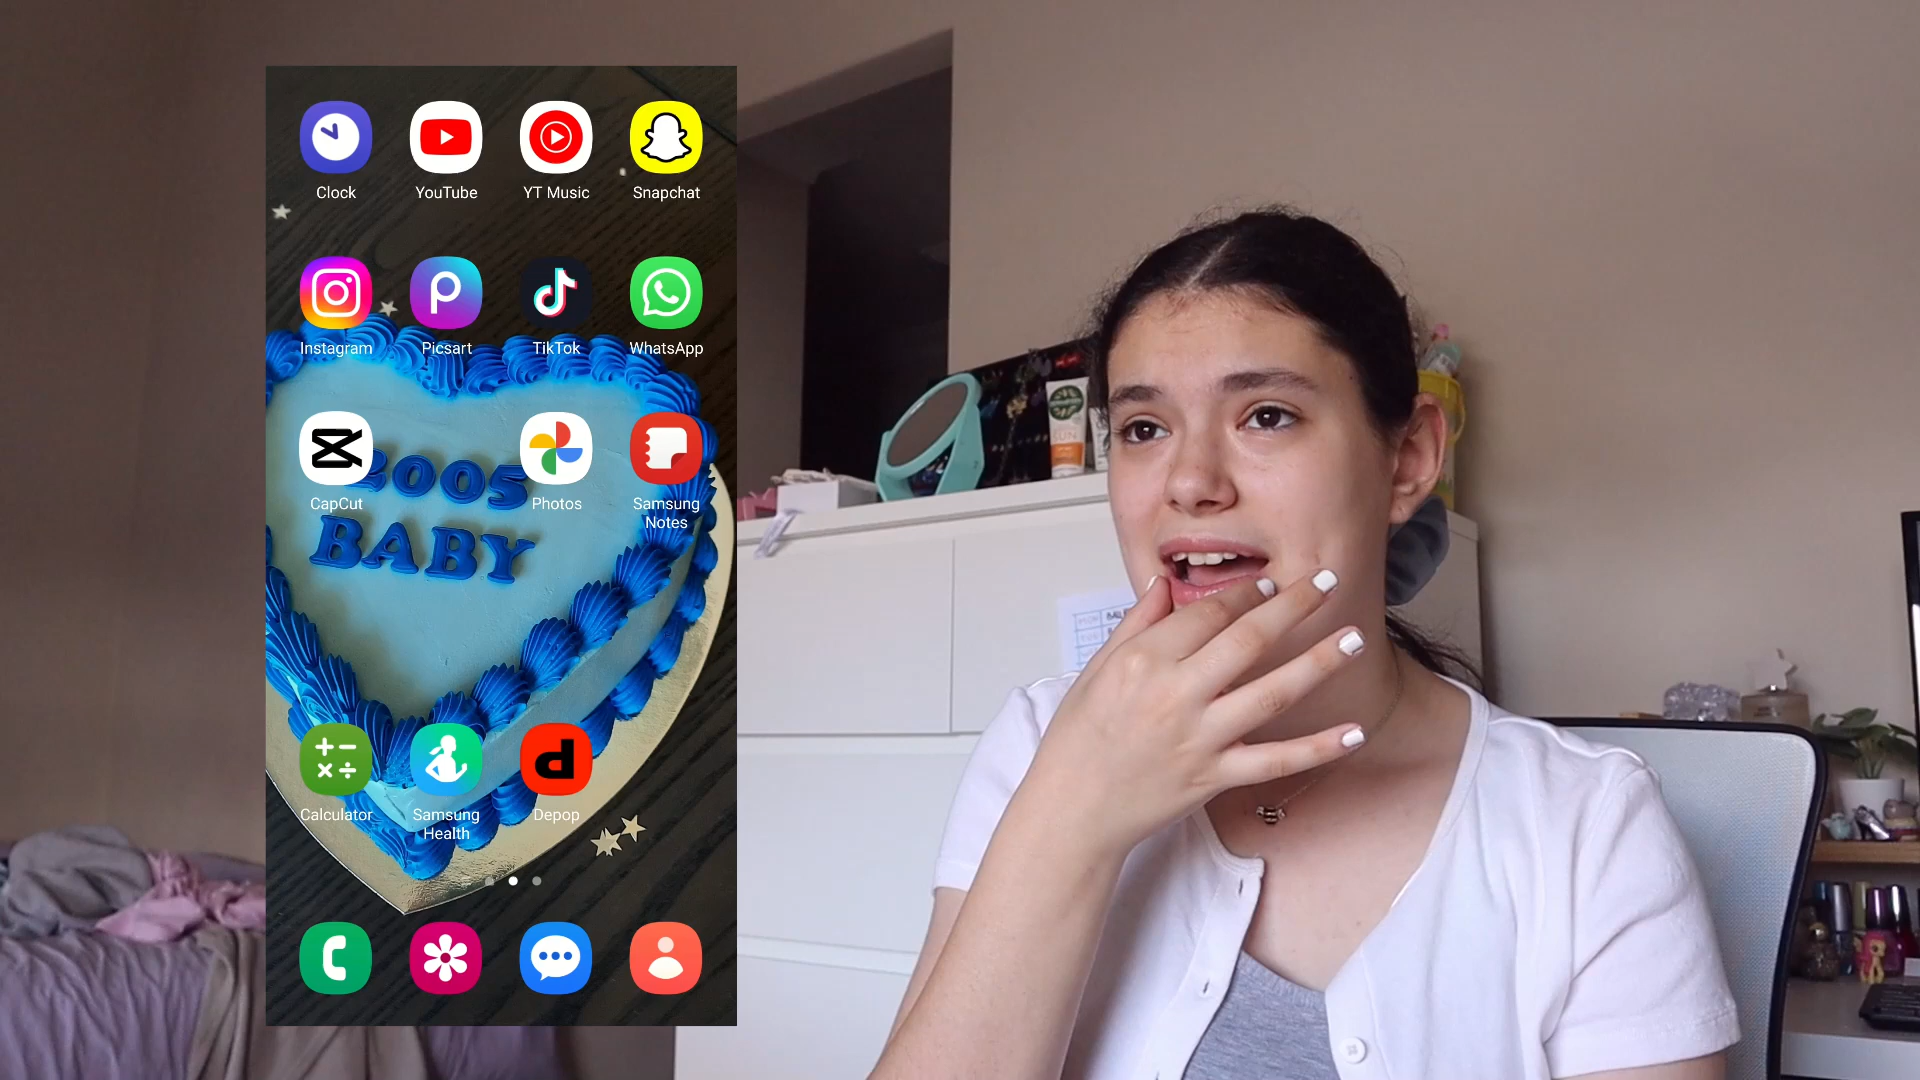 Clock YouTube YT Music Snapchat
Instagram Picsart TikTok WhatsApp
CapCut Photos Samsung Notes
2005
BABY
Calculator Samsung Health Depop
SUN